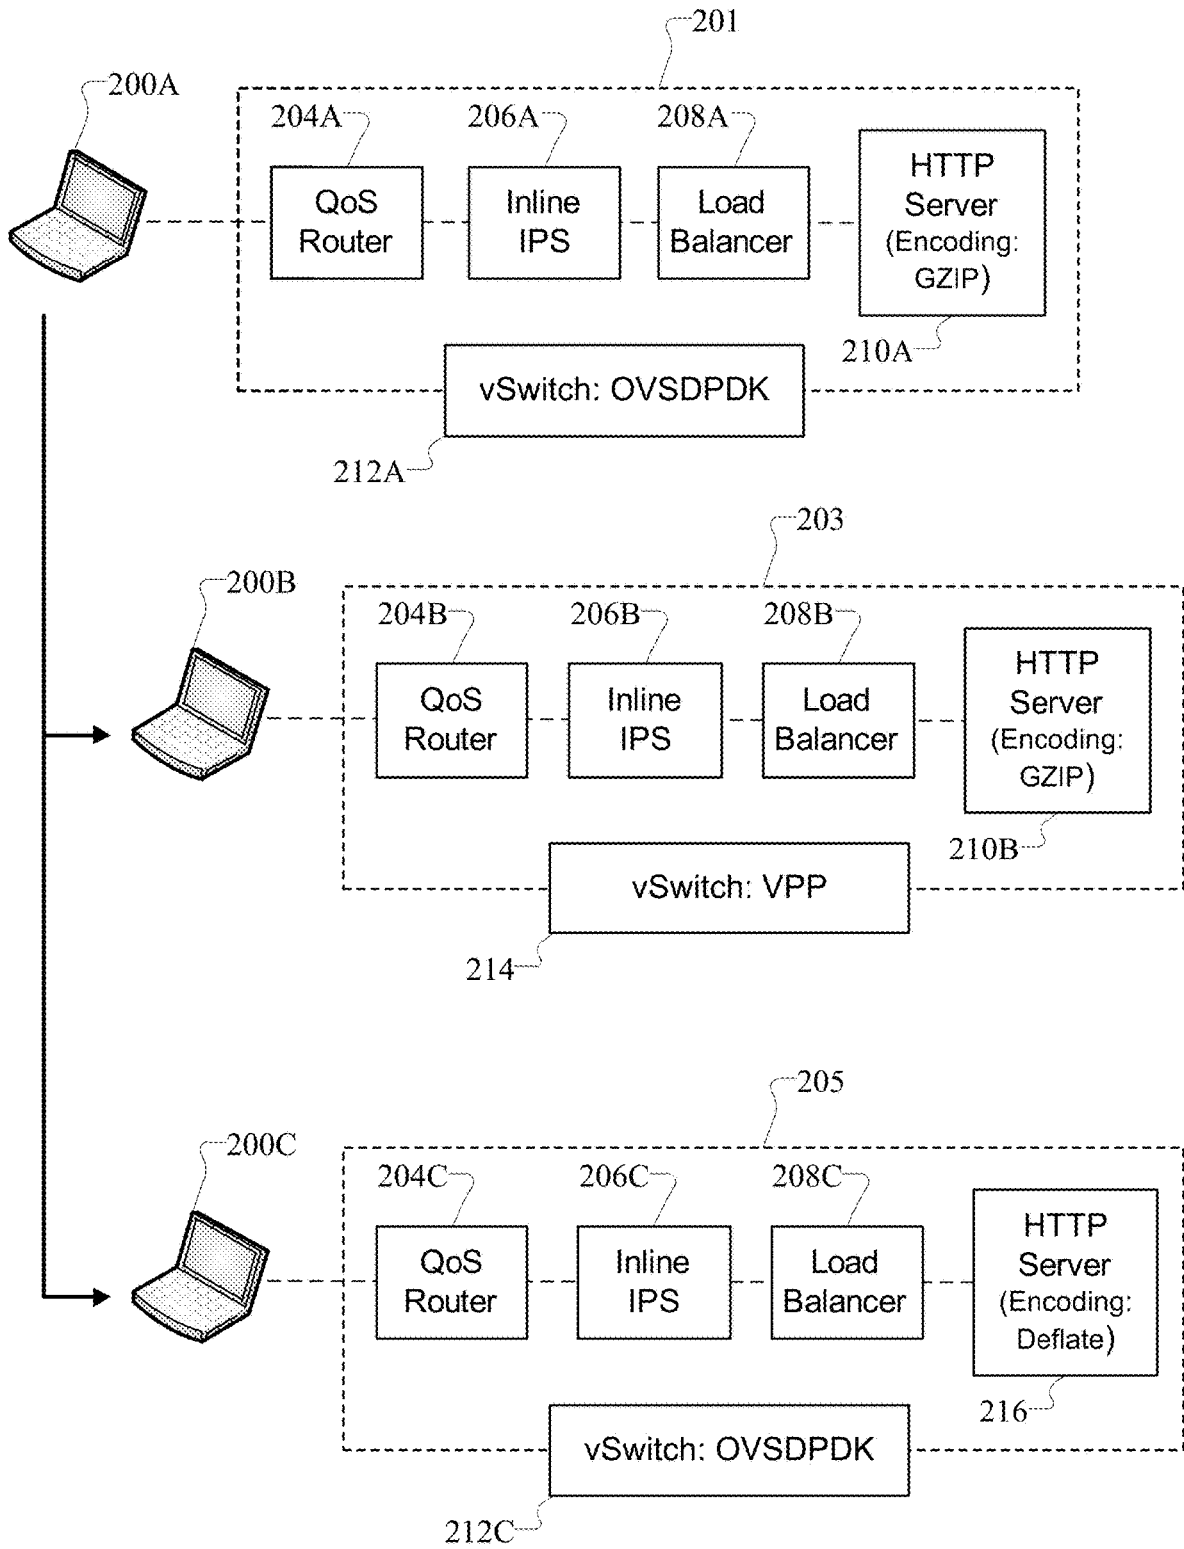 201
200A
204A
206A
208A
QoS
Router
Inline
IPS
Load
Balancer
HTTP
Server
(Encoding:
GZIP)
210A
vSwitch: OVSDPDK
212A
203
200B
204B
206B
208B
QoS
Router
Inline
IPS
Load
Balancer
HTTP
Server
(Encoding:
GZIP)
210B
vSwitch: VPP
214
205
200C
204C
206C
208C
QoS
Router
Inline
IPS
Load
Balancer
HTTP
Server
(Encoding:
Deflate)
216
vSwitch: OVSDPDK
212C